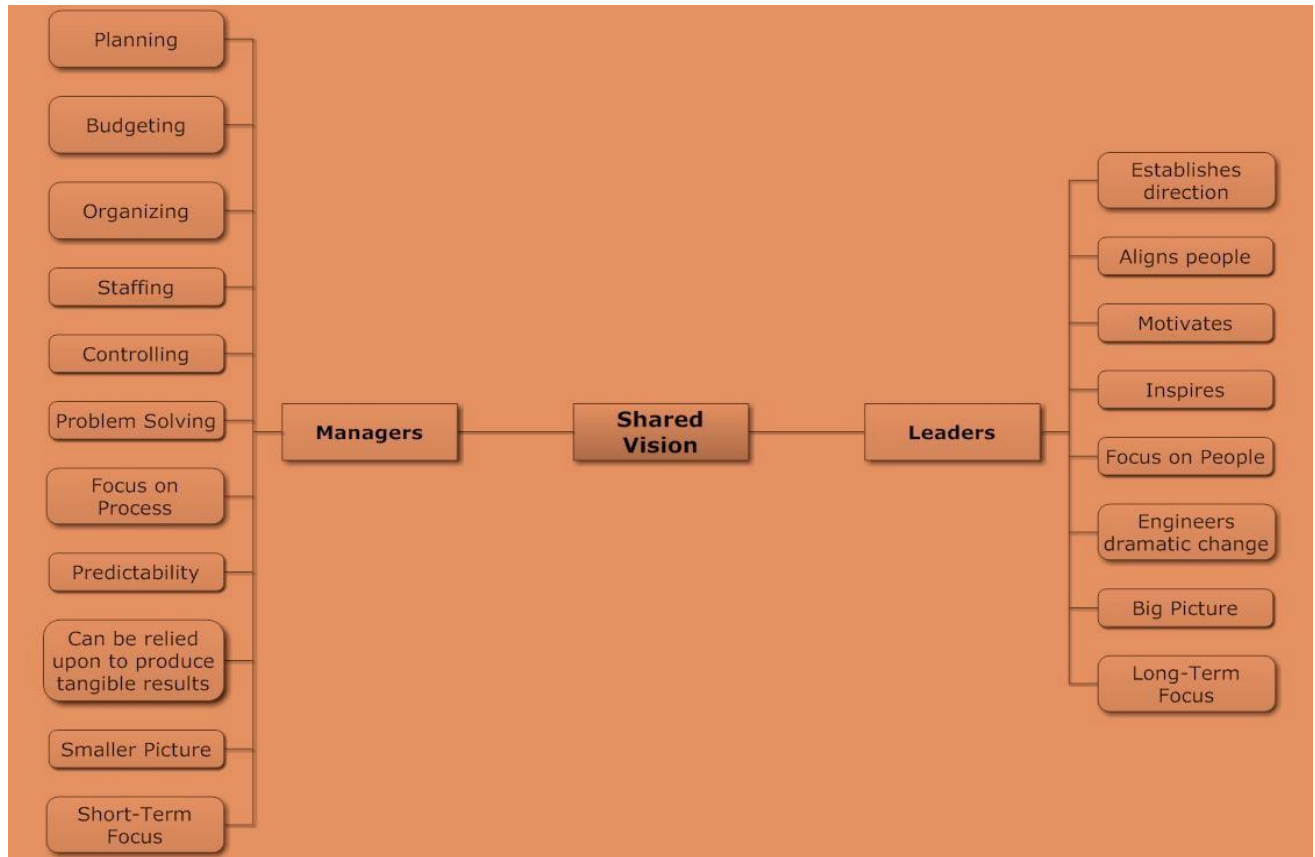 Planning
Budgeting
Organizing
Staffing
Controlling
Problem Solving
Focus on
Process
Predictability
Can be relied
upon to produce
tangible results
Smaller Picture
Short-Term
Focus
Managers
Shared
Vision
Leaders
Establishes
direction
Aligns people
Motivates
Inspires
Focus on People
Engineers
dramatic change
Big Picture
Long-Term
Focus